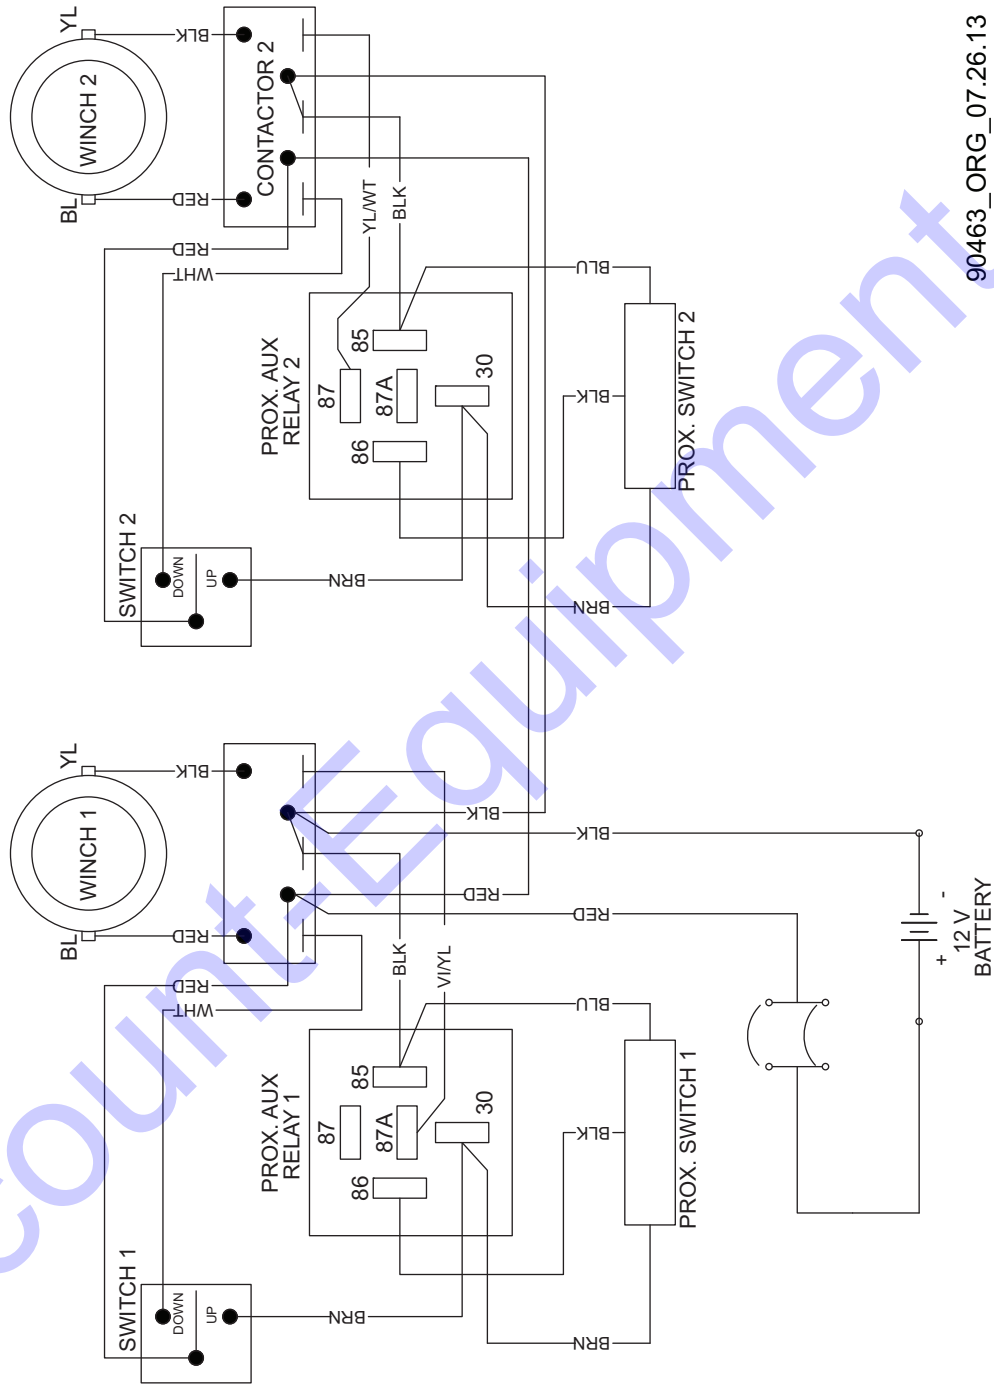 YL
WINCH 2
BL
BLK
RED
CONTACTOR 2
RED
WHT
YL/WT
BLK
PROX. AUX
RELAY 2
87
85
87A
86
30
BLU
BLK
PROX. SWITCH 2
SWITCH 2
DOWN
UP
BRN
BRN
YL
WINCH 1
BL
BLK
RED
RED
WHT
BLK
RED
BLK
VI/YL
PROX. AUX
RELAY 1
87
85
87A
86
30
BLU
BLK
PROX. SWITCH 1
SWITCH 1
DOWN
UP
BRN
BRN
BLK
RED
+ -
12 V
BATTERY
90463_ORG_07.26.13
count-Equipment